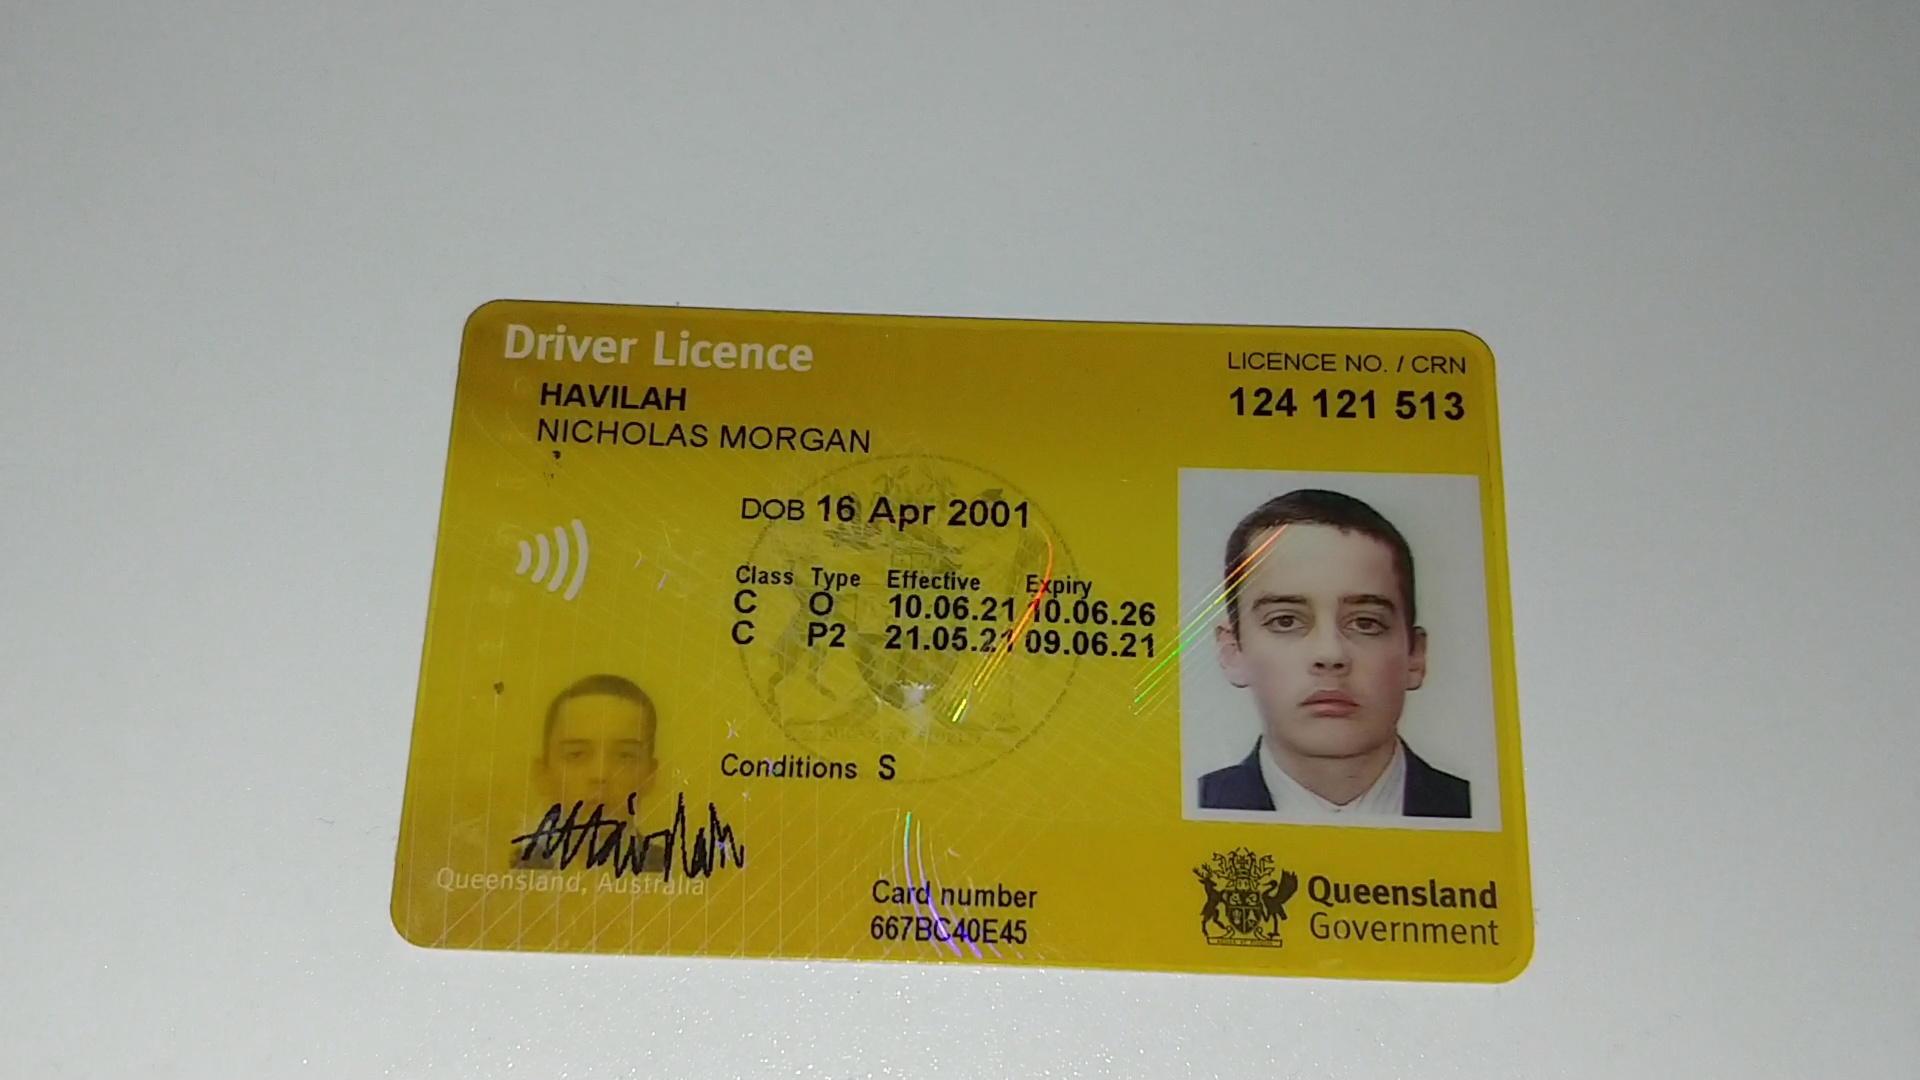 Driver Licence
HAVILAH
NICHOLAS MORGAN
LICENCE NO. / CRN
124 121 513
DOB 16 Apr 2001
Class Type Effective Expiry
C O 10.06.21 10.06.26
C P2 21.05.21 09.06.21
Conditions S
Queensland, Australia
Card number
667BC40E45
Queensland
Government